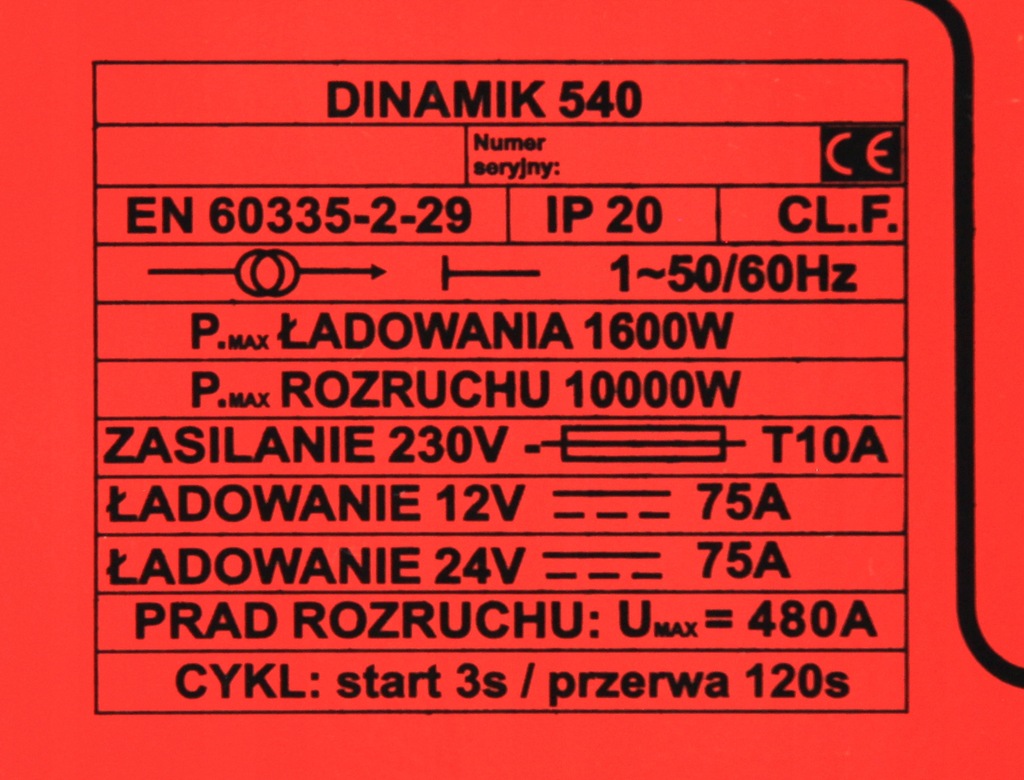 DINAMIK 540
Numer
seryjny:
CE
EN 60335-2-29 IP 20 CL.F.
1~50/60Hz
P.MAX ŁADOWANIA 1600W
P.MAX ROZRUCHU 10000W
ZASILANIE 230V - T10A
ŁADOWANIE 12V 75A
ŁADOWANIE 24V 75A
PRAD ROZRUCHU: UMAX = 480A
CYKL: start 3s / przerwa 120s